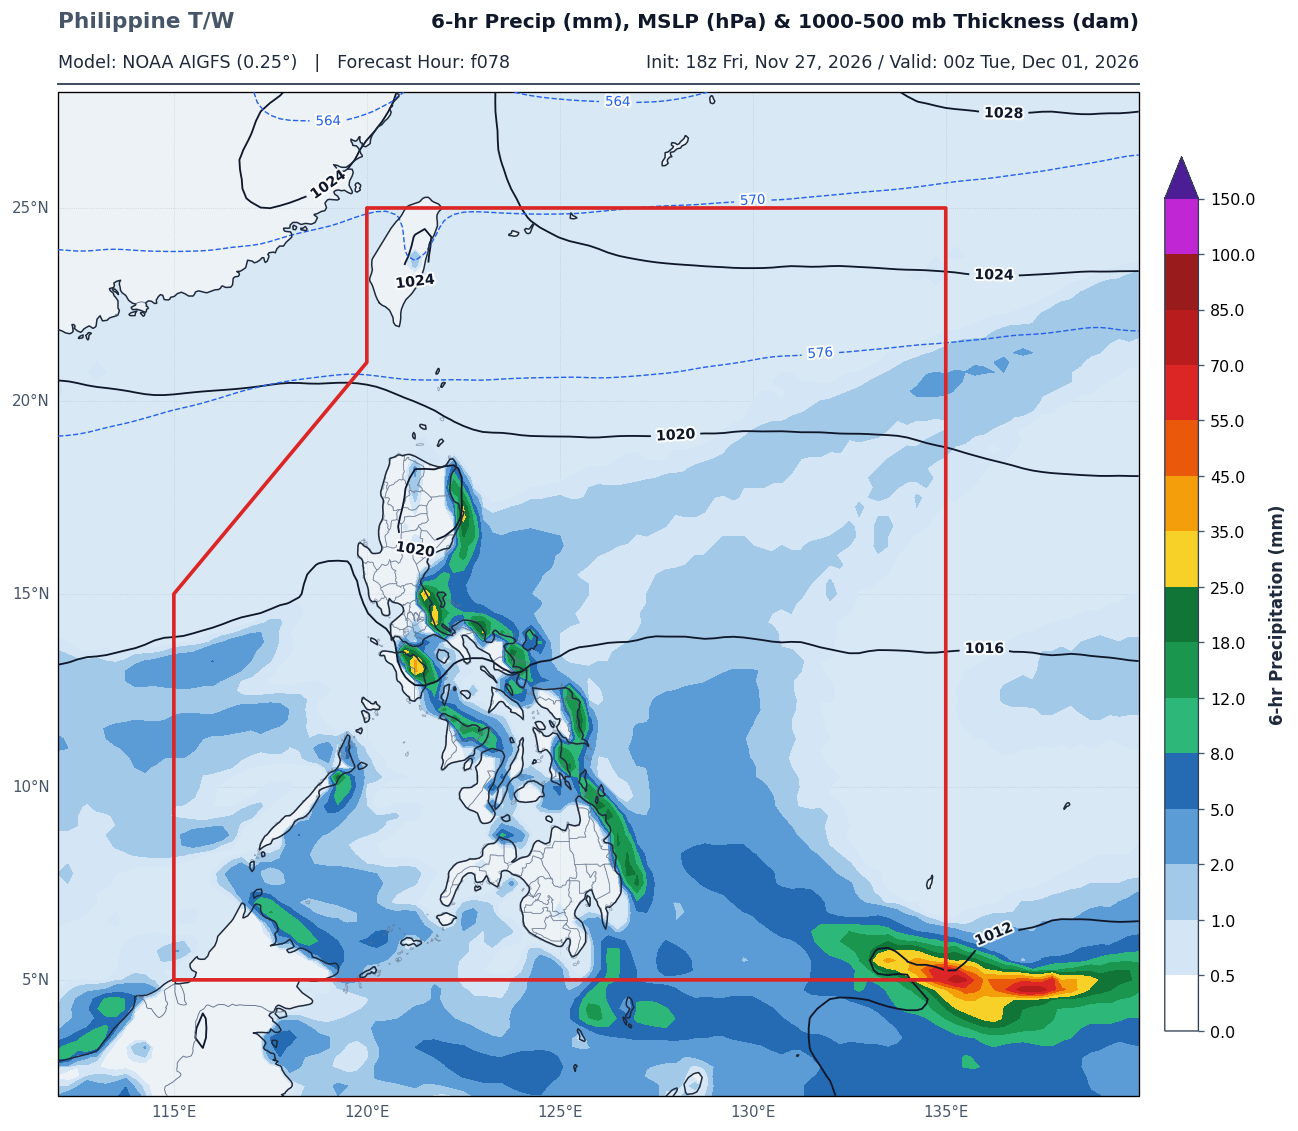 Philippine T/W
6-hr Precip (mm), MSLP (hPa) & 1000-500 mb Thickness (dam)
Model: NOAA AIGFS (0.25°) | Forecast Hour: f078
Init: 18z Fri, Nov 27, 2026 / Valid: 00z Tue, Dec 01, 2026
564
564
1028
1024
570
25°N
1024
1024
576
20°N
1020
1020
15°N
1016
10°N
1012
5°N
115°E
120°E
125°E
130°E
135°E
150.0
100.0
85.0
70.0
55.0
45.0
35.0
25.0
18.0
12.0
8.0
5.0
2.0
1.0
0.5
0.0
6-hr Precipitation (mm)